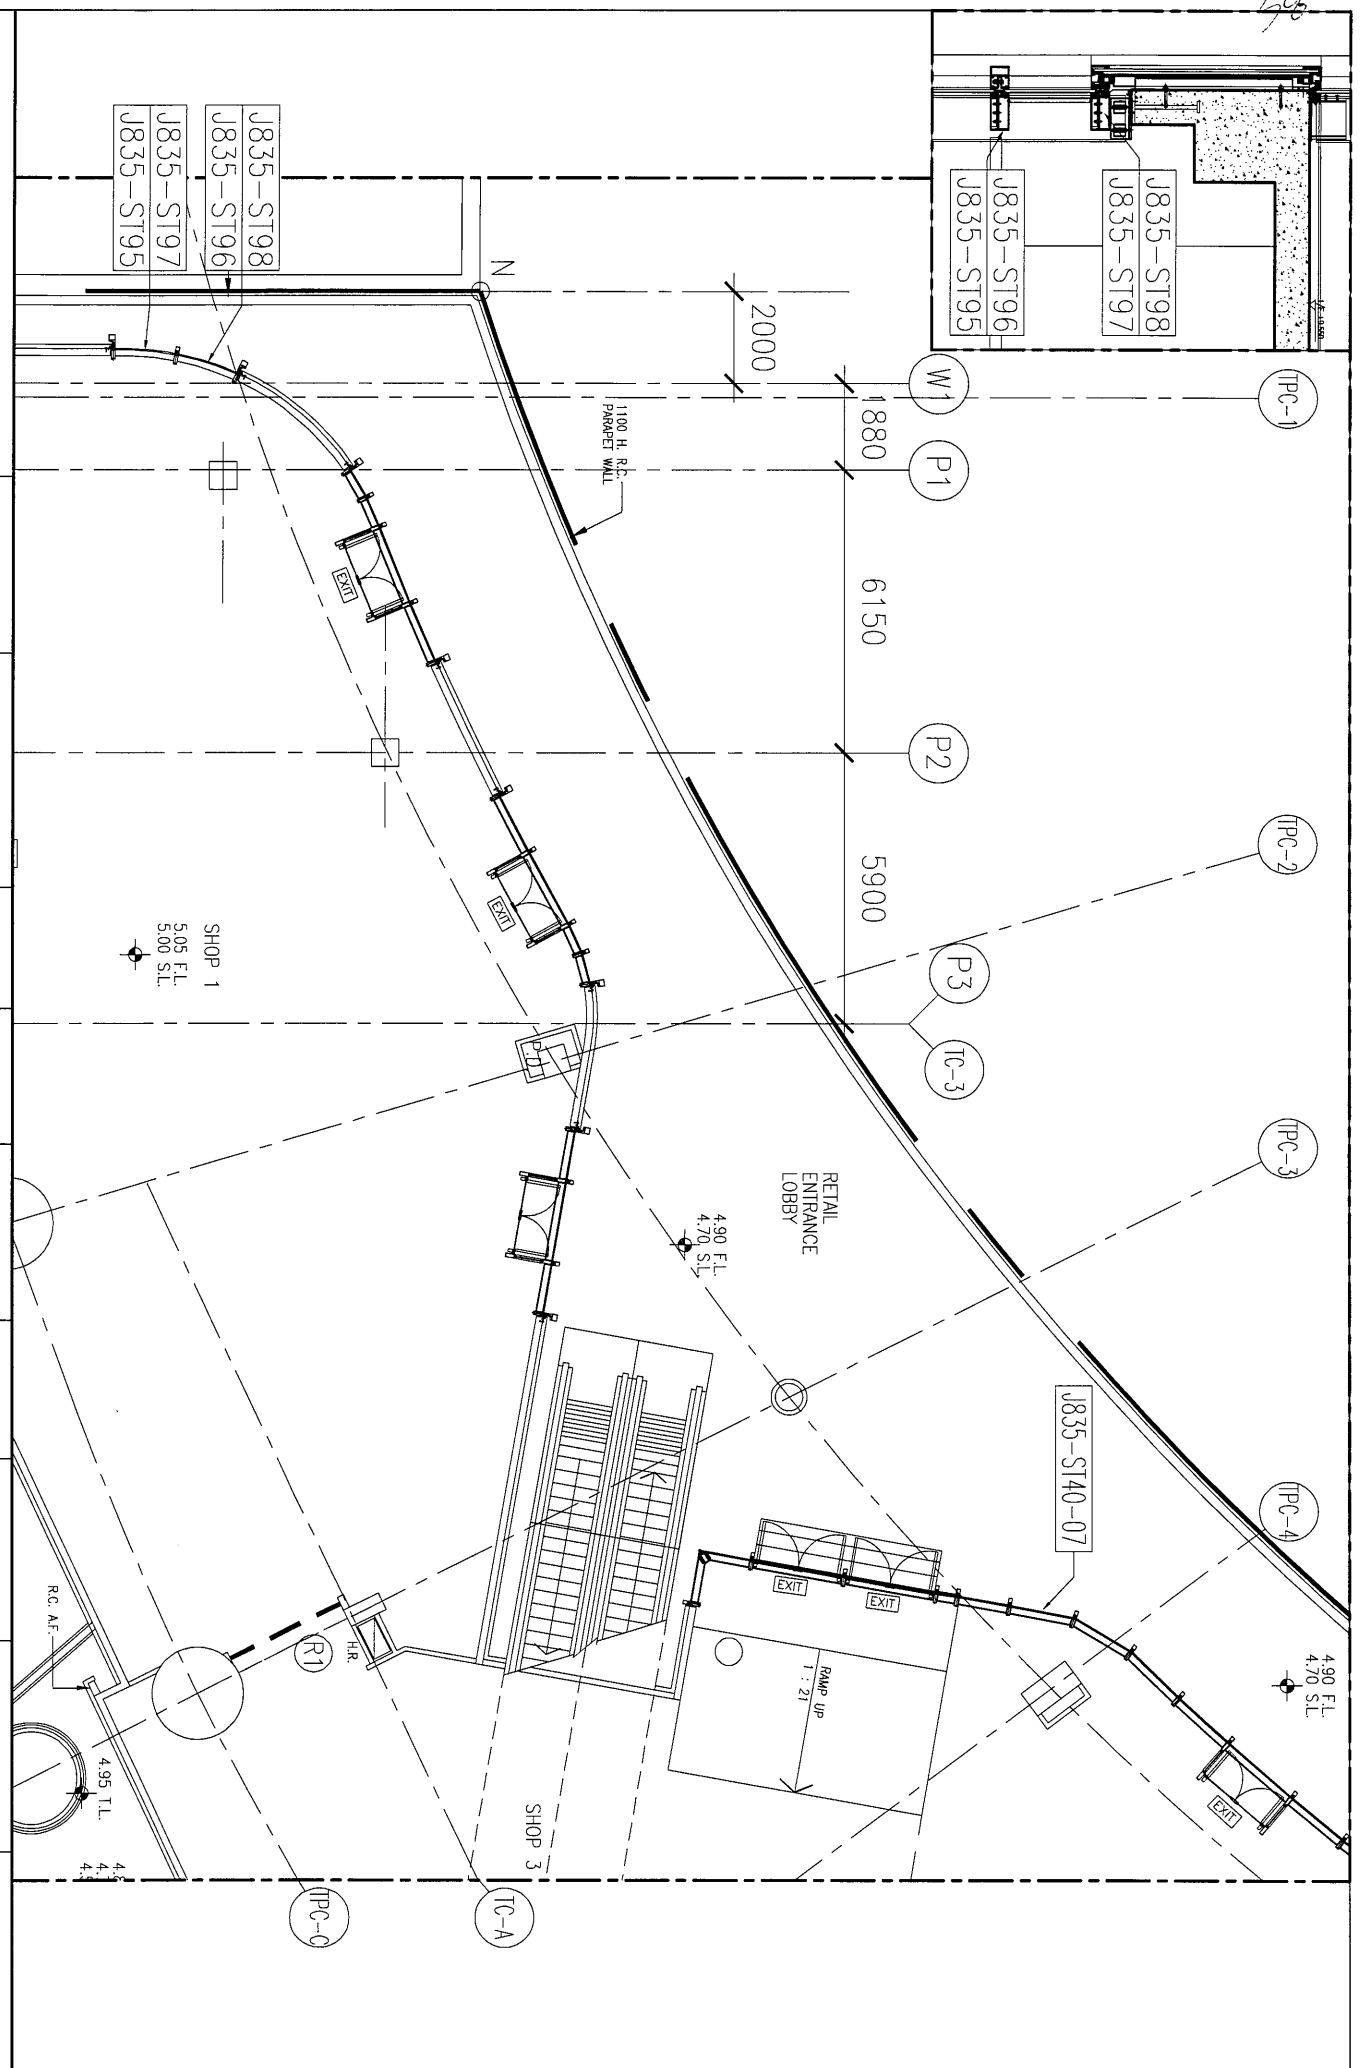 J835-ST98
J835-ST97
J835-ST96
J835-ST95
J835-ST98
J835-ST96
J835-ST97
J835-ST95
N
2000
1880
6150
5900
W1
P1
P2
P3
TC-3
TPC-1
TPC-2
TPC-3
TPC-4
1100 H. R.C.
PARAPET WALL
EXIT
EXIT
SHOP 1
5.05 F.L.
5.00 S.L.
P.D.
RETAIL
ENTRANCE
LOBBY
4.90 F.L.
4.70 S.L.
J835-ST40-07
EXIT
EXIT
RAMP UP
1 : 21
4.90 F.L.
4.70 S.L.
EXIT
H.R.
R1
R.C. A.F.
4.95 T.L.
SHOP 3
TC-A
TPC-C